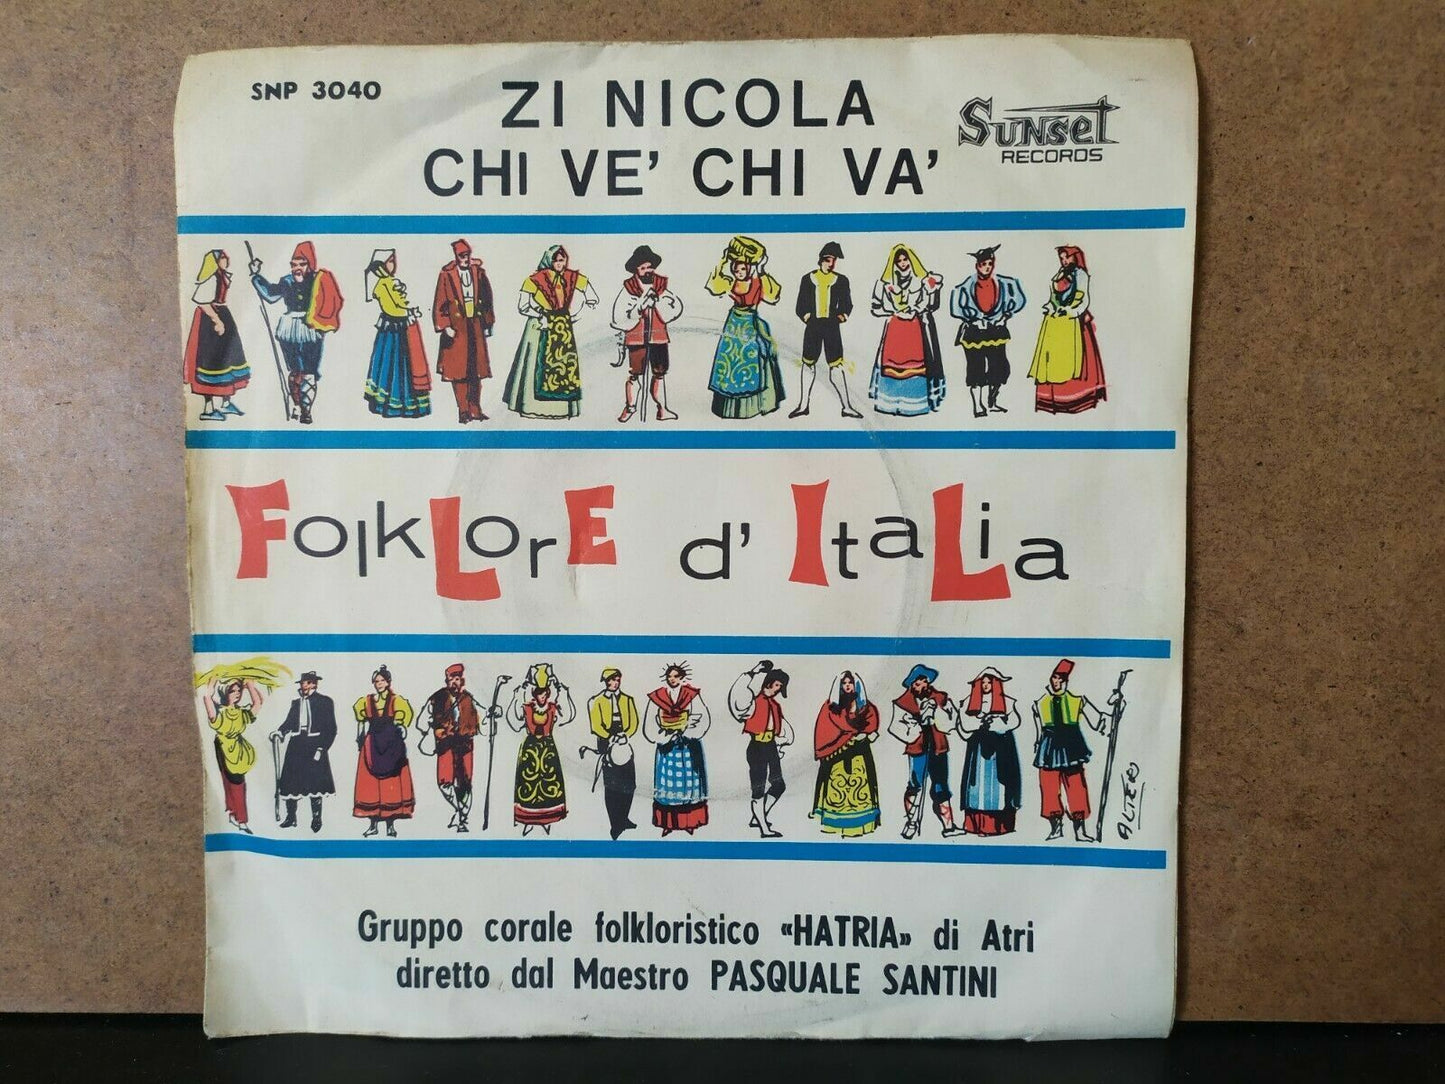 SNP 3040
ZI NICOLA
CHI VE' CHI VA'
Sunset
RECORDS
FolkLorE d' ItaLia
ALTERJ
Gruppo corale folkloristico «HATRIA» di Atri
diretto dal Maestro PASQUALE SANTINI